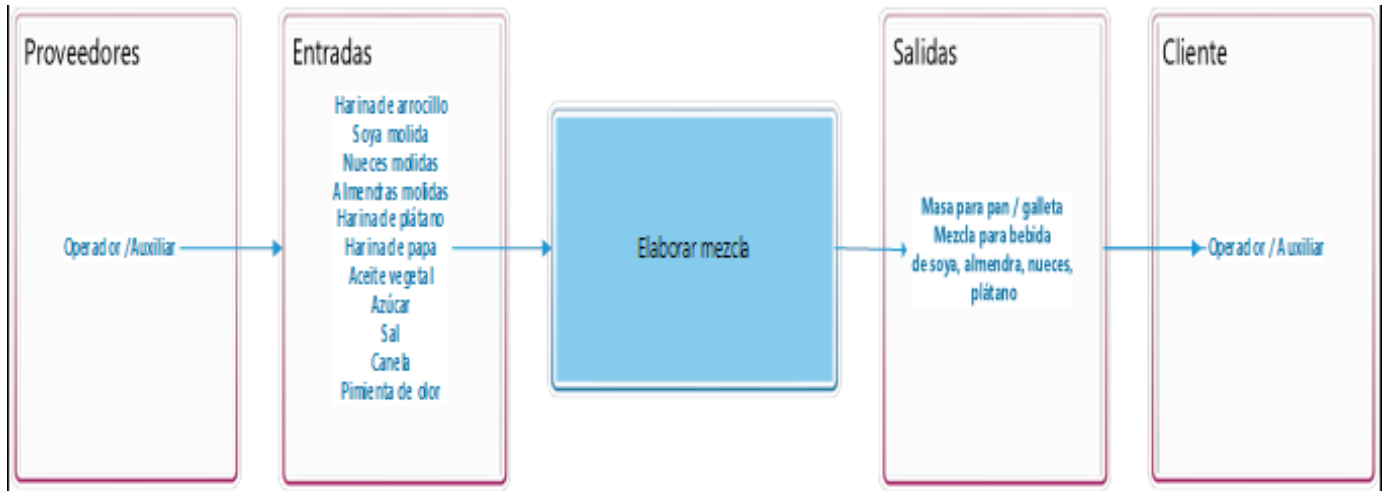 Proveedores
Operador /Auxiliar
Entradas
Harina de arrocillo
Soya molida
Nueces molidas
Almendras molidas
Harina de plátano
Harina de papa
Aceite vegetal
Azúcar
Sal
Canela
Pimienta de olor
Elaborar mezcla
Salidas
Masa para pan / galleta
Mezcla para bebida
de soya, almendra, nueces,
plátano
Cliente
Operador / Auxiliar